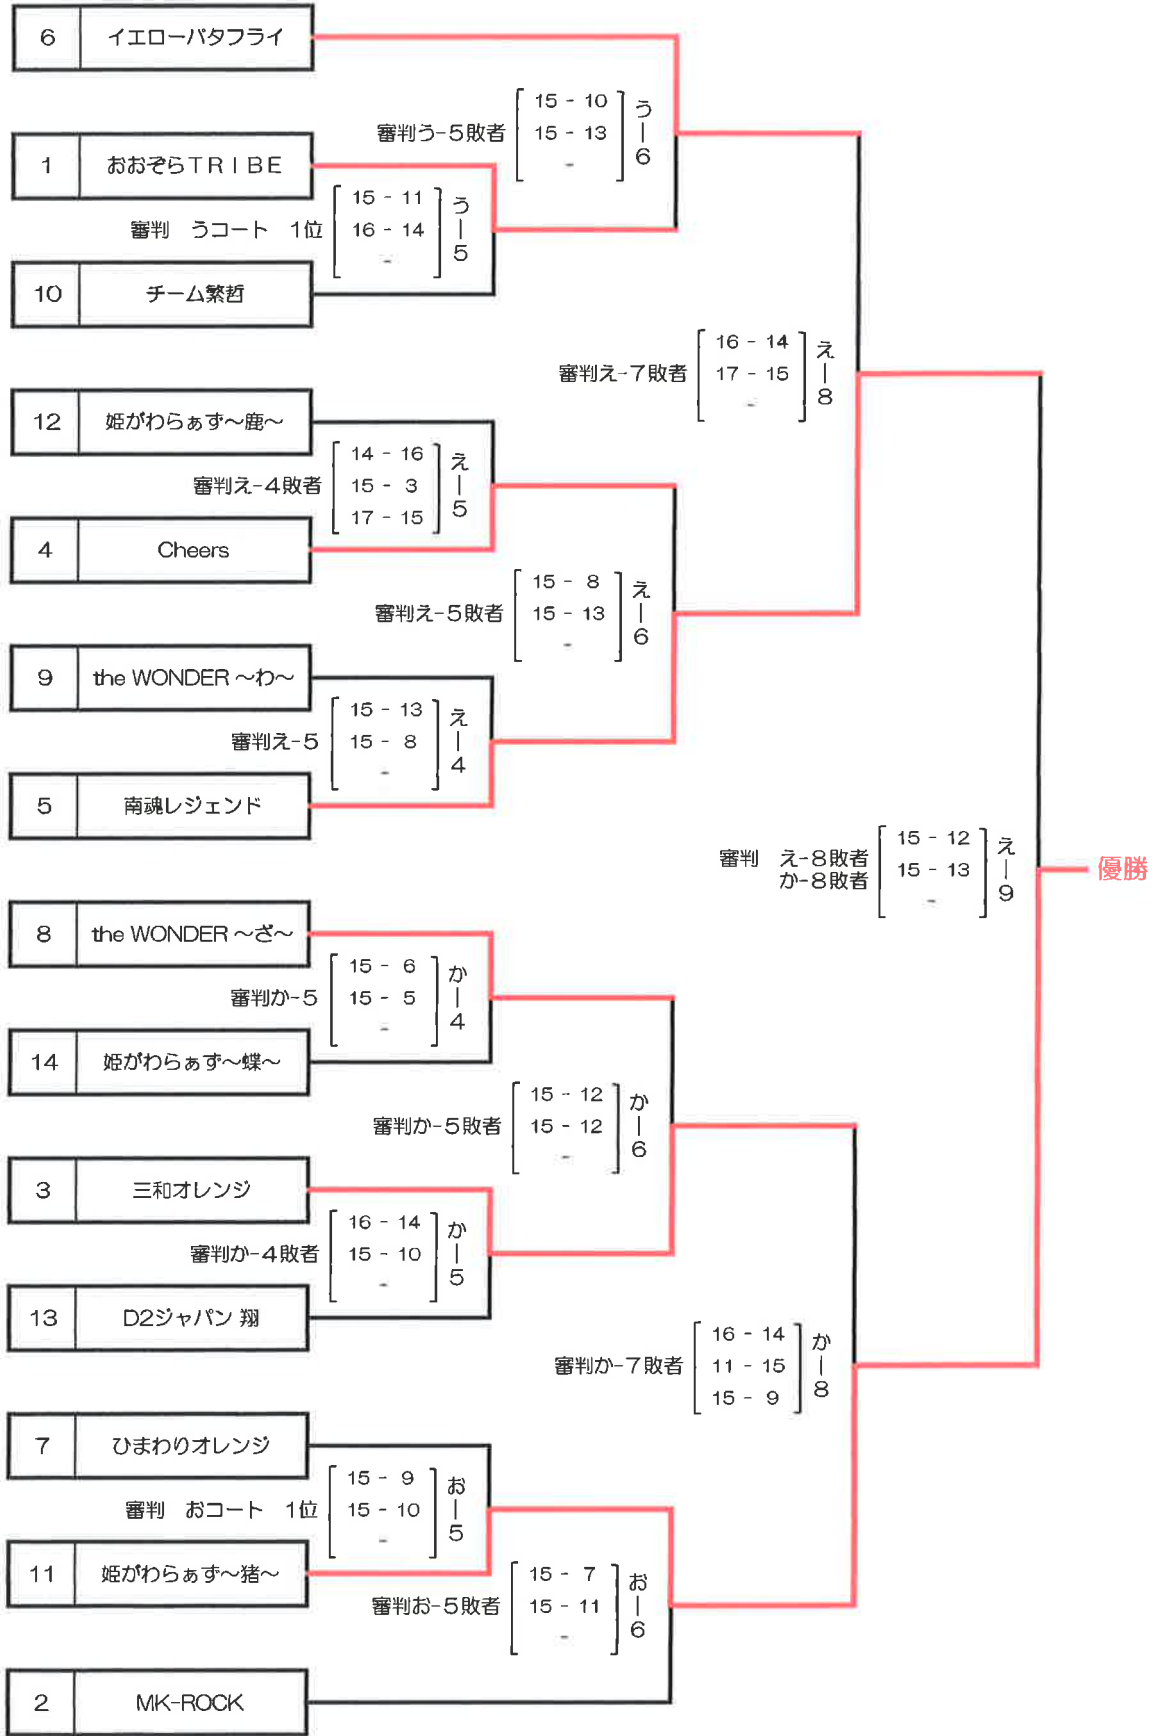 6 イエローバタフライ
審判う-5敗者
15 - 10
15 - 13
-
う-6
1 おおぞらTRIBE
審判 うコート 1位
15 - 11
16 - 14
-
う-5
10 チーム繁哲
審判え-7敗者
16 - 14
17 - 15
-
え-8
12 姫がわらぁず～鹿～
審判え-4敗者
14 - 16
15 - 3
17 - 15
え-5
4 Cheers
審判え-5敗者
15 - 8
15 - 13
-
え-6
9 the WONDER ～わ～
審判え-5
15 - 13
15 - 8
-
え-4
5 南魂レジェンド
審判 え-8敗者
か-8敗者
15 - 12
15 - 13
-
え-9
優勝
8 the WONDER ～ざ～
審判か-5
15 - 6
15 - 5
-
か-4
14 姫がわらぁず～蝶～
審判か-5敗者
15 - 12
15 - 12
-
か-6
3 三和オレンジ
審判か-4敗者
16 - 14
15 - 10
-
か-5
13 D2ジャパン 翔
審判か-7敗者
16 - 14
11 - 15
15 - 9
か-8
7 ひまわりオレンジ
審判 おコート 1位
15 - 9
15 - 10
-
お-5
11 姫がわらぁず～猪～
審判お-5敗者
15 - 7
15 - 11
-
お-6
2 MK-ROCK